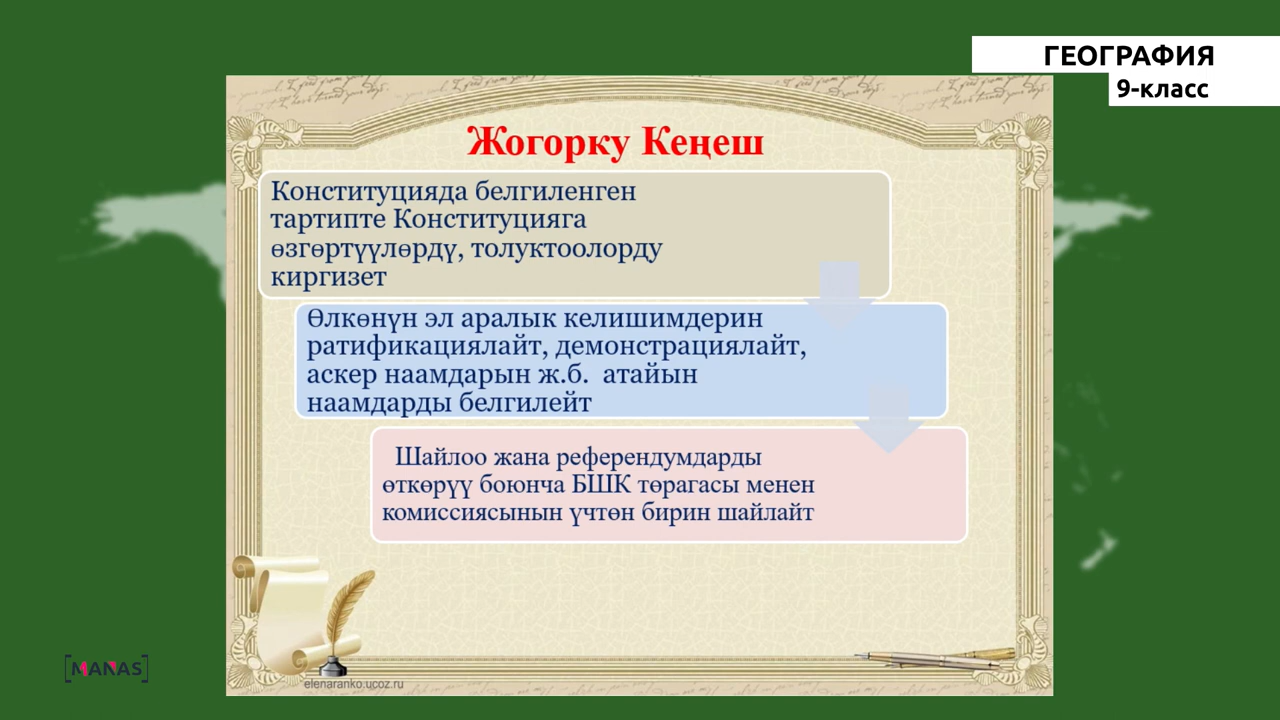 ГЕОГРАФИЯ
9-класс
Жогорку Кеңеш
Конституцияда белгиленген
тартипте Конституцияга
өзгөртүүлөрдү, толуктоолорду
киргизет
Өлкөнүн эл аралык келишимдерин
ратификациялайт, демонстрациялайт,
аскер наамдарын ж.б. атайын
наамдарды белгилейт
Шайлоо жана референдумдарды
өткөрүү боюнча БШК төрагасы менен
комиссиясынын үчтөн бирин шайлайт
[MANAS]
elenaranko.ucoz.ru